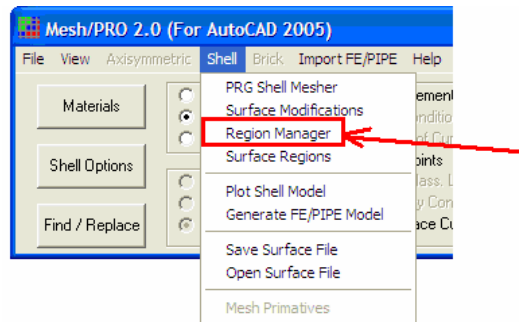 Mesh/PRO 2.0 (For AutoCAD 2005)
File View Axisymmetric Shell Brick Import FE/PIPE Help
Materials
Shell Options
Find / Replace
PRG Shell Mesher
Surface Modifications
Region Manager
Surface Regions
Plot Shell Model
Generate FE/PIPE Model
Save Surface File
Open Surface File
Mesh Primatives